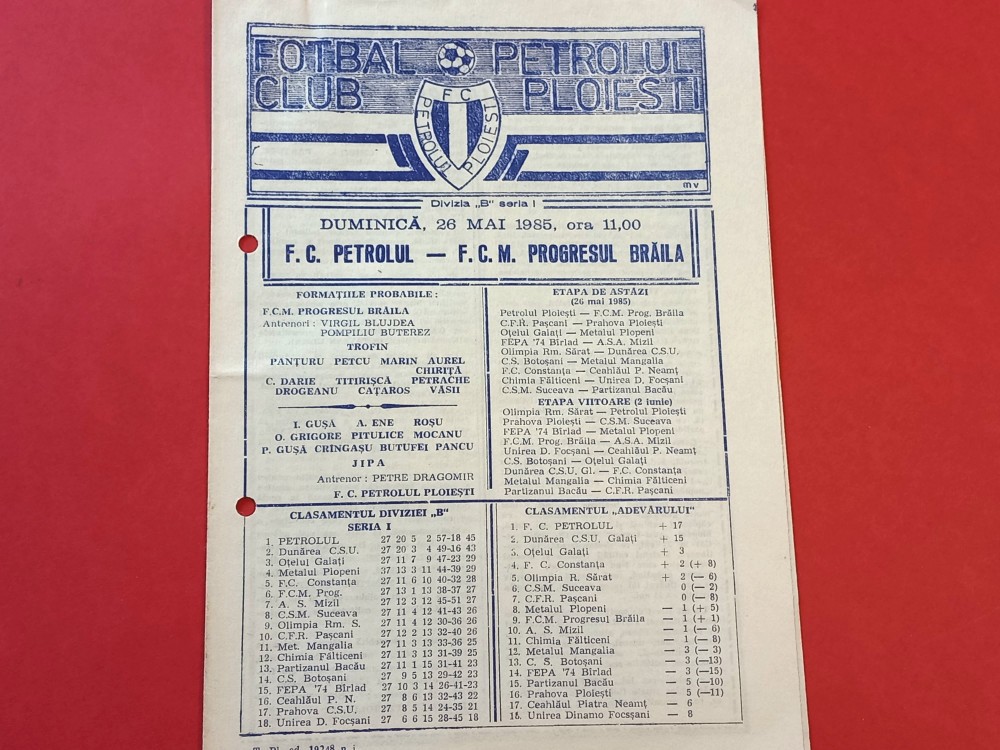 FOTBAL PETROLUL
CLUB PLOIESTI
FC
PETROLUL PLOIESTI
mv
Divizia „B" seria I
DUMINICĂ, 26 MAI 1985, ora 11,00
F. C. PETROLUL — F. C. M. PROGRESUL BRĂILA
FORMAȚIILE PROBABILE :
F.C.M. PROGRESUL BRĂILA
Antrenori : VIRGIL BLUJDEA
POMPILIU BUTEREZ
TROFIN
PANȚURU PETCU MARIN AUREL
CHIRIȚĂ
C. DARIE TITIRIȘCĂ PETRACHE
DROGEANU CATAROS VĂSII
I. GUȘĂ A. ENE ROȘU
O. GRIGORE PITULICE MOCANU
P. GUȘĂ CRÎNGAȘU BUTUFEI PANCU
JIPA
Antrenor : PETRE DRAGOMIR
F. C. PETROLUL PLOIEȘTI
ETAPA DE ASTĂZI
(26 mai 1985)
Petrolul Ploiești — F.C.M. Prog. Brăila
C.F.R. Pașcani — Prahova Ploiești
Oțelul Galați — Metalul Plopeni
FEPA '74 Bîrlad — A.S.A. Mizil
Olimpia Rm. Sărat — Dunărea C.S.U.
C.S. Botoșani — Metalul Mangalia
F.C. Constanța — Ceahlăul P. Neamț
Chimia Fălticeni — Unirea D. Focșani
C.S.M. Suceava — Partizanul Bacău
ETAPA VIITOARE (2 iunie)
Olimpia Rm. Sărat — Petrolul Ploiești
Prahova Ploiești — C.S.M. Suceava
FEPA '74 Bîrlad — Metalul Plopeni
F.C.M. Prog. Brăila — A.S.A. Mizil
Unirea D. Focșani — Ceahlăul P. Neamț
C.S. Botoșani — Oțelul Galați
Dunărea C.S.U. Gl. — F.C. Constanța
Metalul Mangalia — Chimia Fălticeni
Partizanul Bacău — C.F.R. Pașcani
CLASAMENTUL DIVIZIEI „B"
SERIA I
1. PETROLUL 27 20 5 2 57-18 45
2. Dunărea C.S.U. 27 20 3 4 49-16 43
3. Oțelul Galați 27 11 7 9 47-23 29
4. Metalul Plopeni 37 13 3 11 44-39 29
5. F.C. Constanța 27 11 6 10 40-32 28
6. F.C.M. Prog. 27 13 1 13 38-37 27
7. A. S. Mizil 27 12 3 12 45-51 27
8. C.S.M. Suceava 27 11 4 12 41-43 26
9. Olimpia Rm. S. 27 11 4 12 30-36 26
10. C.F.R. Pașcani 27 12 2 13 32-40 26
11. Met. Mangalia 27 11 3 13 33-36 25
12. Chimia Fălticeni 27 11 3 13 31-39 25
13. Partizanul Bacău 27 11 1 15 31-41 23
14. C.S. Botoșani 27 9 5 13 29-42 23
15. FEPA '74 Bîrlad 27 10 3 14 26-41-23
16. Ceahlăul P. N. 27 8 6 13 32-43 22
17. Prahova C.S.U. 27 8 5 14 24-35 21
18. Unirea D. Focșani 27 6 6 15 28-45 18
CLASAMENTUL „ADEVĂRULUI"
1. F. C. PETROLUL + 17
2. Dunărea C.S.U. Galați + 15
3. Oțelul Galați + 3
4. F. C. Constanța + 2 (+ 8)
5. Olimpia R. Sărat + 2 (— 6)
6. C.S.M. Suceava 0 (— 2)
7. C.F.R. Pașcani 0 (— 8)
8. Metalul Plopeni — 1 (+ 5)
9. F.C.M. Progresul Brăila — 1 (+ 1)
10. A. S. Mizil — 1 (— 6)
11. Chimia Fălticeni — 1 (— 8)
12. Metalul Mangalia — 3 (— 3)
13. C. S. Botoșani — 3 (—13)
14. FEPA '74 Bîrlad — 3 (—15)
15. Partizanul Bacău — 5 (—10)
16. Prahova Ploiești — 5 (—11)
17. Ceahlăul Piatra Neamț — 6
18. Unirea Dinamo Focsșani — 8